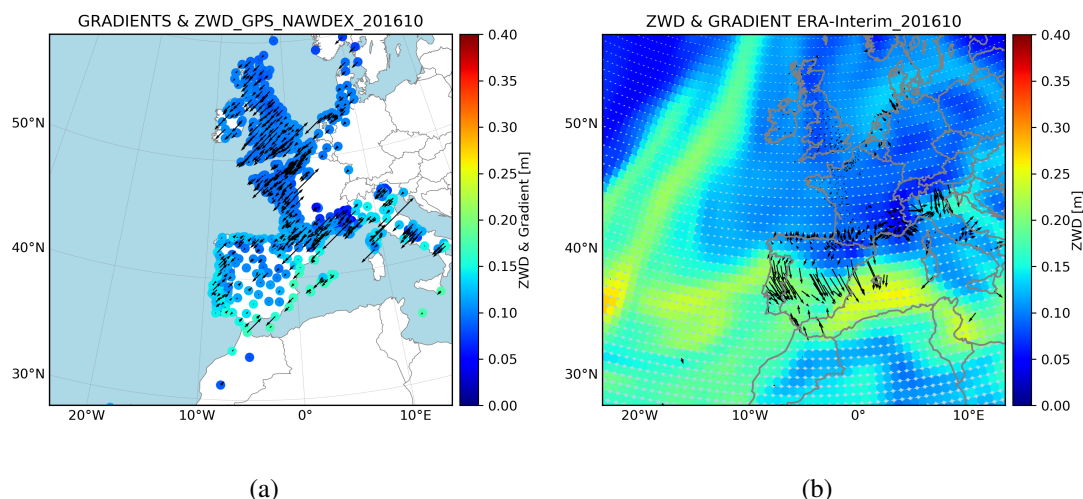 GRADIENTS & ZWD_GPS_NAWDEX_201610
50°N
40°N
30°N
20°W
10°W
0°
10°E
0.40
0.35
0.30
0.25
0.20
0.15
0.10
0.05
0.00
ZWD & Gradient [m]
(a)
ZWD & GRADIENT ERA-Interim_201610
50°N
40°N
30°N
20°W
10°W
0°
10°E
0.40
0.35
0.30
0.25
0.20
0.15
0.10
0.05
0.00
ZWD [m]
(b)